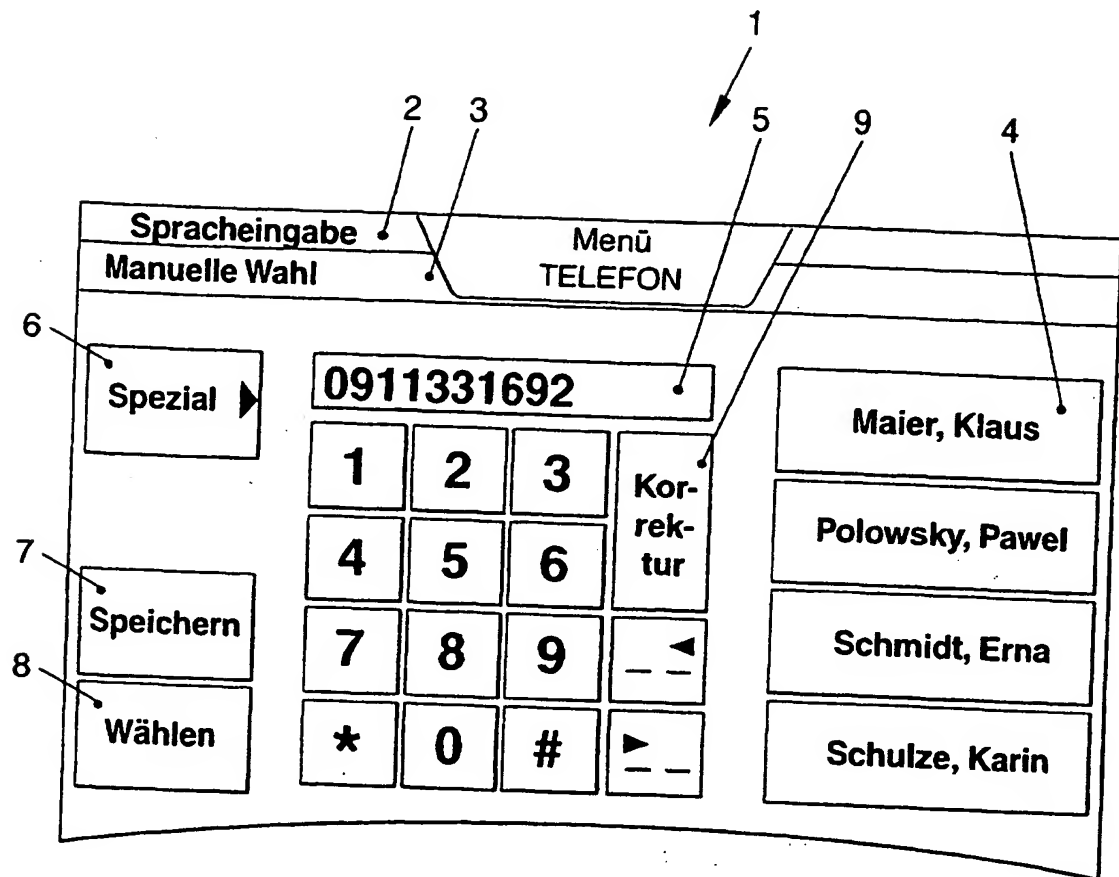 1
2 3 5 9 4
Spracheingabe
Manuelle Wahl
Menü
TELEFON
6
Spezial
0911331692
Maier, Klaus
1 2 3
Kor-
rek-
tur
Polowsky, Pawel
4 5 6
7
Speichern
7 8 9
Schmidt, Erna
8
Wählen
* 0 #
Schulze, Karin